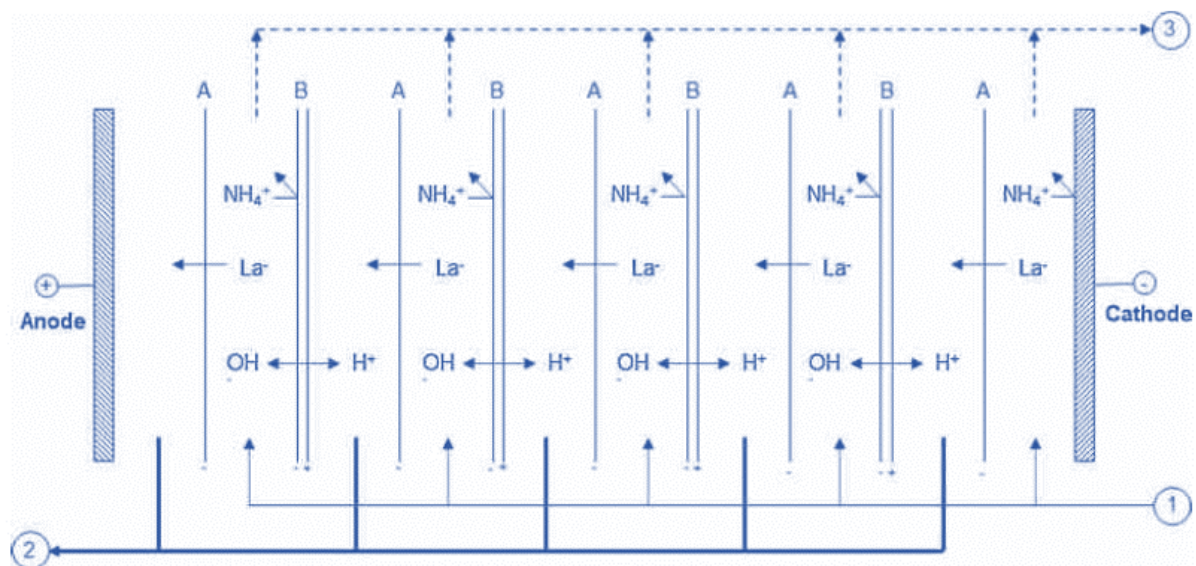 3
A B A B A B A B A
NH₄⁺ NH₄⁺ NH₄⁺ NH₄⁺ NH₄⁺
La⁻ La⁻ La⁻ La⁻ La⁻
+ -
Anode Cathode
OH H⁺ OH H⁺ OH H⁺ OH H⁺
- - - -
- - + - - + - - + - - + -
1
2